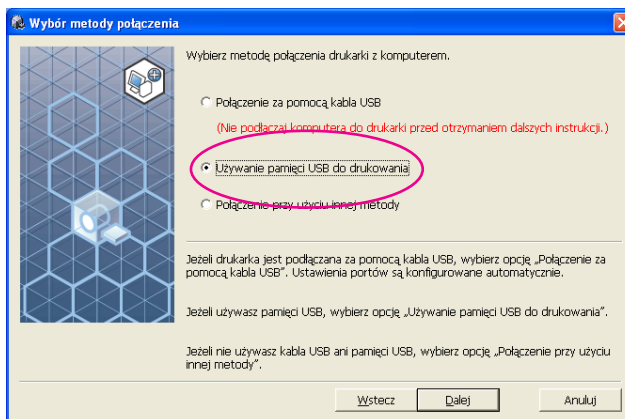 Wybór metody połączenia
Wybierz metodę połączenia drukarki z komputerem.
Połączenie za pomocą kabla USB
(Nie podłączaj komputera do drukarki przed otrzymaniem dalszych instrukcji.)
Używanie pamięci USB do drukowania
Połączenie przy użyciu innej metody
Jeżeli drukarka jest podłączana za pomocą kabla USB, wybierz opcję „Połączenie za
pomocą kabla USB”. Ustawienia portów są konfigurowane automatycznie.
Jeżeli używasz pamięci USB, wybierz opcję „Używanie pamięci USB do drukowania”.
Jeżeli nie używasz kabla USB ani pamięci USB, wybierz opcję „Połączenie przy użyciu
innej metody”.
Wstecz Dalej Anuluj